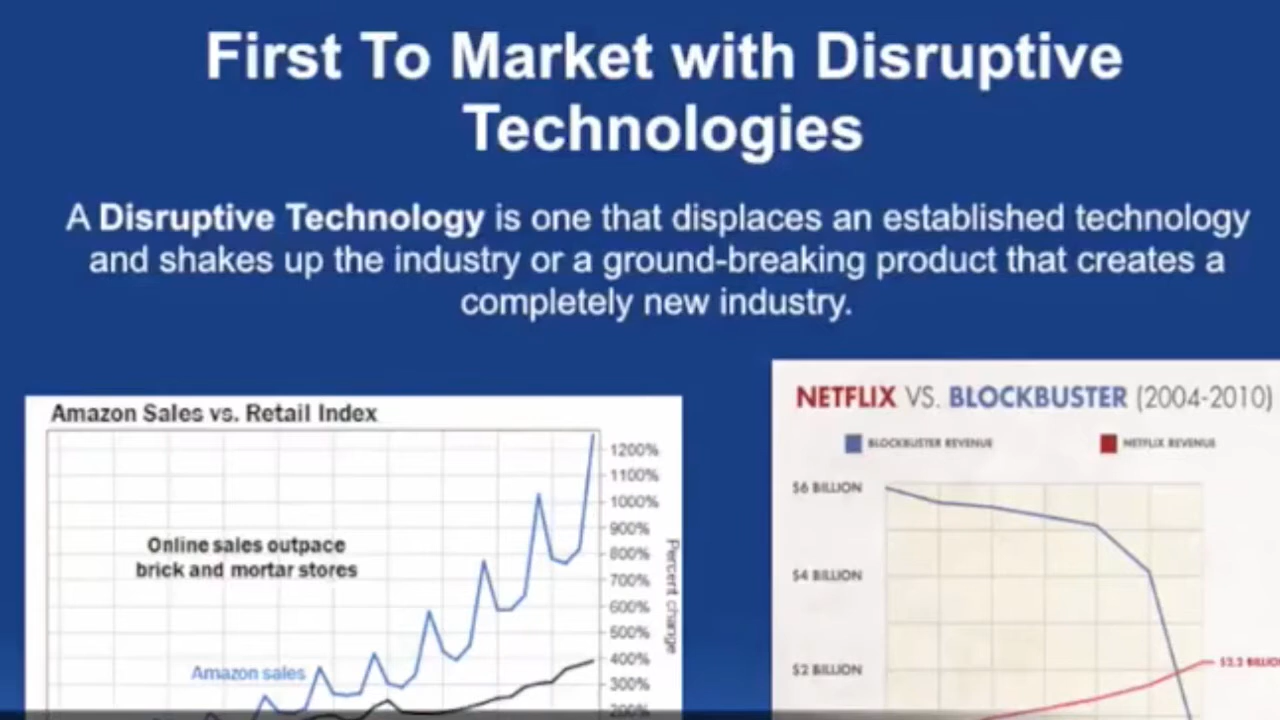 First To Market with Disruptive
Technologies
A Disruptive Technology is one that displaces an established technology
and shakes up the industry or a ground-breaking product that creates a
completely new industry.
Amazon Sales vs. Retail Index
1200%
1100%
1000%
900%
800%
700%
600%
500%
400%
300%
200%
Percent change
Online sales outpace
brick and mortar stores
Amazon sales
NETFLIX VS. BLOCKBUSTER (2004-2010)
BLOCKBUSTER REVENUE
NETFLIX REVENUE
$6 BILLION
$4 BILLION
$2 BILLION